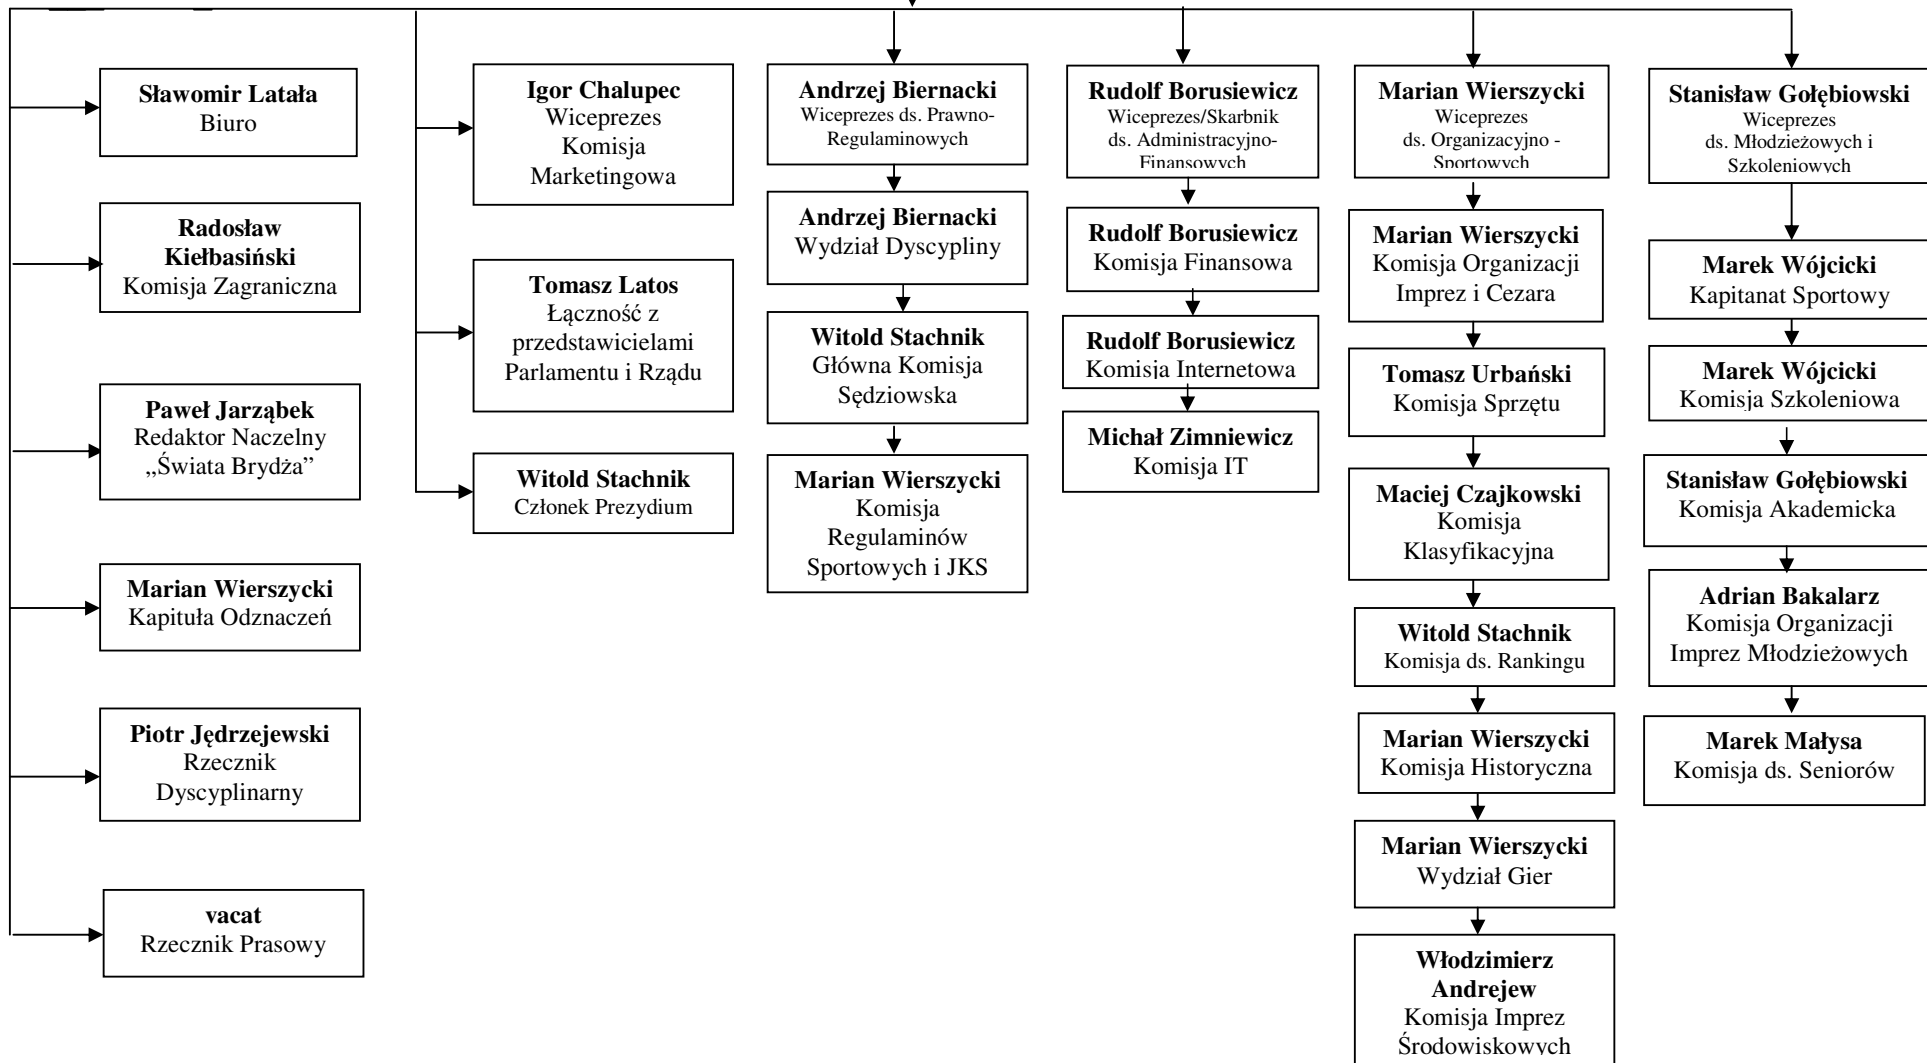 Sławomir Latała
Biuro
Radosław
Kiełbasiński
Komisja Zagraniczna
Paweł Jarząbek
Redaktor Naczelny
„Świata Brydża”
Marian Wierszycki
Kapituła Odznaczeń
Piotr Jędrzejewski
Rzecznik
Dyscyplinarny
vacat
Rzecznik Prasowy
Igor Chalupec
Wiceprezes
Komisja
Marketingowa
Tomasz Latos
Łączność z
przedstawicielami
Parlamentu i Rządu
Witold Stachnik
Członek Prezydium
Andrzej Biernacki
Wiceprezes ds. Prawno-
Regulaminowych
Andrzej Biernacki
Wydział Dyscypliny
Witold Stachnik
Główna Komisja
Sędziowska
Marian Wierszycki
Komisja
Regulaminów
Sportowych i JKS
Rudolf Borusiewicz
Wiceprezes/Skarbnik
ds. Administracyjno-
Finansowych
Rudolf Borusiewicz
Komisja Finansowa
Rudolf Borusiewicz
Komisja Internetowa
Michał Zimniewicz
Komisja IT
Marian Wierszycki
Wiceprezes
ds. Organizacyjno -
Sportowych
Marian Wierszycki
Komisja Organizacji
Imprez i Cezara
Tomasz Urbański
Komisja Sprzętu
Maciej Czajkowski
Komisja
Klasyfikacyjna
Witold Stachnik
Komisja ds. Rankingu
Marian Wierszycki
Komisja Historyczna
Marian Wierszycki
Wydział Gier
Włodzimierz
Andrejew
Komisja Imprez
Środowiskowych
Stanisław Gołębiowski
Wiceprezes
ds. Młodzieżowych i
Szkoleniowych
Marek Wójcicki
Kapitanat Sportowy
Marek Wójcicki
Komisja Szkoleniowa
Stanisław Gołębiowski
Komisja Akademicka
Adrian Bakalarz
Komisja Organizacji
Imprez Młodzieżowych
Marek Małysa
Komisja ds. Seniorów